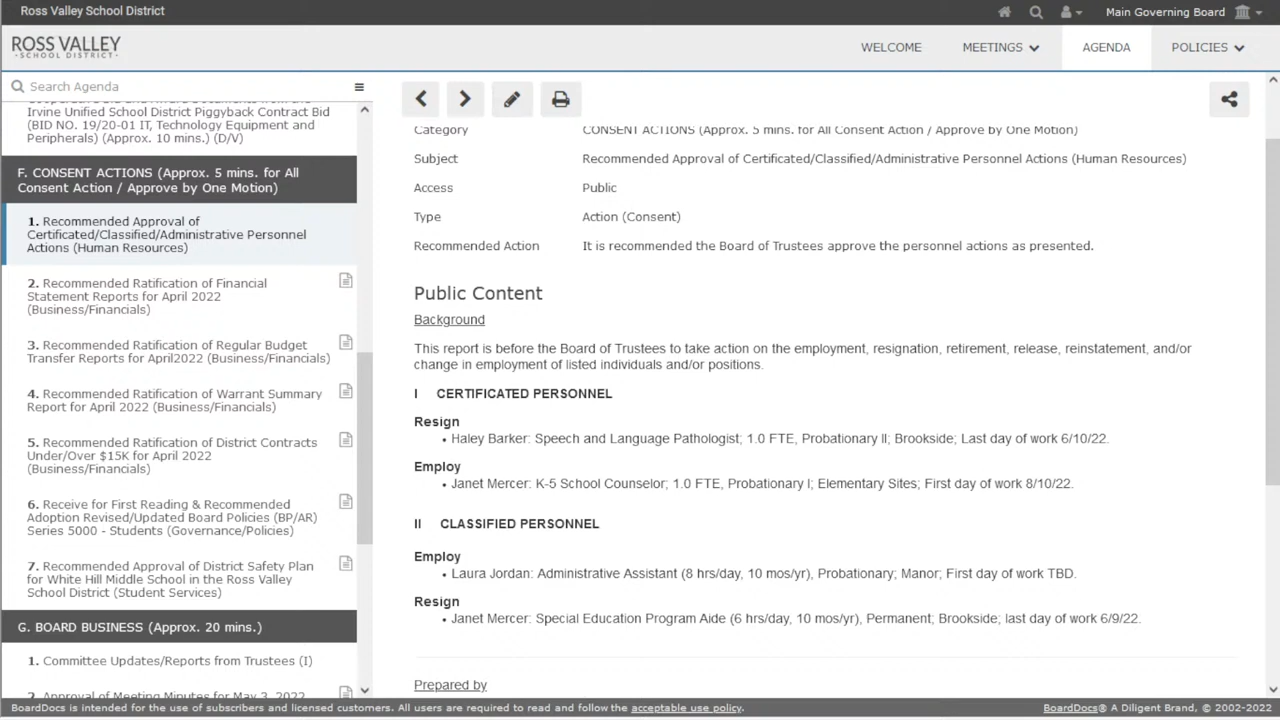 Ross Valley School District
Main Governing Board
ROSS VALLEY
SCHOOL DISTRICT
WELCOME
MEETINGS
AGENDA
POLICIES
Search Agenda
Cooperative Bid and Award Documents from the
Irvine Unified School District Piggyback Contract Bid
(BID NO. 19/20-01 IT, Technology Equipment and
Peripherals) (Approx. 10 mins.) (D/V)
F. CONSENT ACTIONS (Approx. 5 mins. for All
Consent Action / Approve by One Motion)
1. Recommended Approval of
Certificated/Classified/Administrative Personnel
Actions (Human Resources)
2. Recommended Ratification of Financial
Statement Reports for April 2022
(Business/Financials)
3. Recommended Ratification of Regular Budget
Transfer Reports for April2022 (Business/Financials)
4. Recommended Ratification of Warrant Summary
Report for April 2022 (Business/Financials)
5. Recommended Ratification of District Contracts
Under/Over $15K for April 2022
(Business/Financials)
6. Receive for First Reading & Recommended
Adoption Revised/Updated Board Policies (BP/AR)
Series 5000 - Students (Governance/Policies)
7. Recommended Approval of District Safety Plan
for White Hill Middle School in the Ross Valley
School District (Student Services)
G. BOARD BUSINESS (Approx. 20 mins.)
1. Committee Updates/Reports from Trustees (I)
2. Approval of Meeting Minutes for May 3, 2022
Category CONSENT ACTIONS (Approx. 5 mins. for All Consent Action / Approve by One Motion)
Subject Recommended Approval of Certificated/Classified/Administrative Personnel Actions (Human Resources)
Access Public
Type Action (Consent)
Recommended Action It is recommended the Board of Trustees approve the personnel actions as presented.
Public Content
Background
This report is before the Board of Trustees to take action on the employment, resignation, retirement, release, reinstatement, and/or
change in employment of listed individuals and/or positions.
I CERTIFICATED PERSONNEL
Resign
• Haley Barker: Speech and Language Pathologist; 1.0 FTE, Probationary II; Brookside; Last day of work 6/10/22.
Employ
• Janet Mercer: K-5 School Counselor; 1.0 FTE, Probationary I; Elementary Sites; First day of work 8/10/22.
II CLASSIFIED PERSONNEL
Employ
• Laura Jordan: Administrative Assistant (8 hrs/day, 10 mos/yr), Probationary; Manor; First day of work TBD.
Resign
• Janet Mercer: Special Education Program Aide (6 hrs/day, 10 mos/yr), Permanent; Brookside; last day of work 6/9/22.
Prepared by
BoardDocs is intended for the use of subscribers and licensed customers. All users are required to read and follow the acceptable use policy.
BoardDocs® A Diligent Brand, © 2002-2022